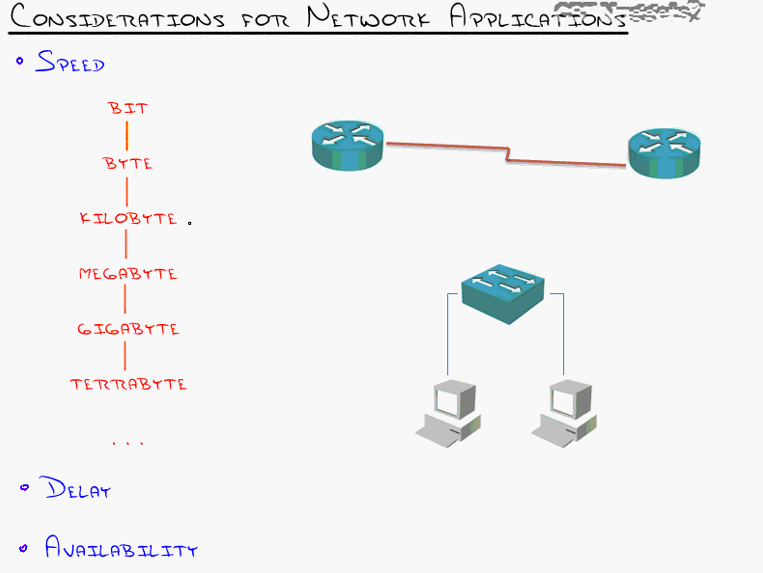 CONSIDERATIONS FOR NETWORK APPLICATIONS
• SPEED
BIT
BYTE
KILOBYTE .
MEGABYTE
GIGABYTE
TERRABYTE
...
• DELAY
• AVAILABILITY